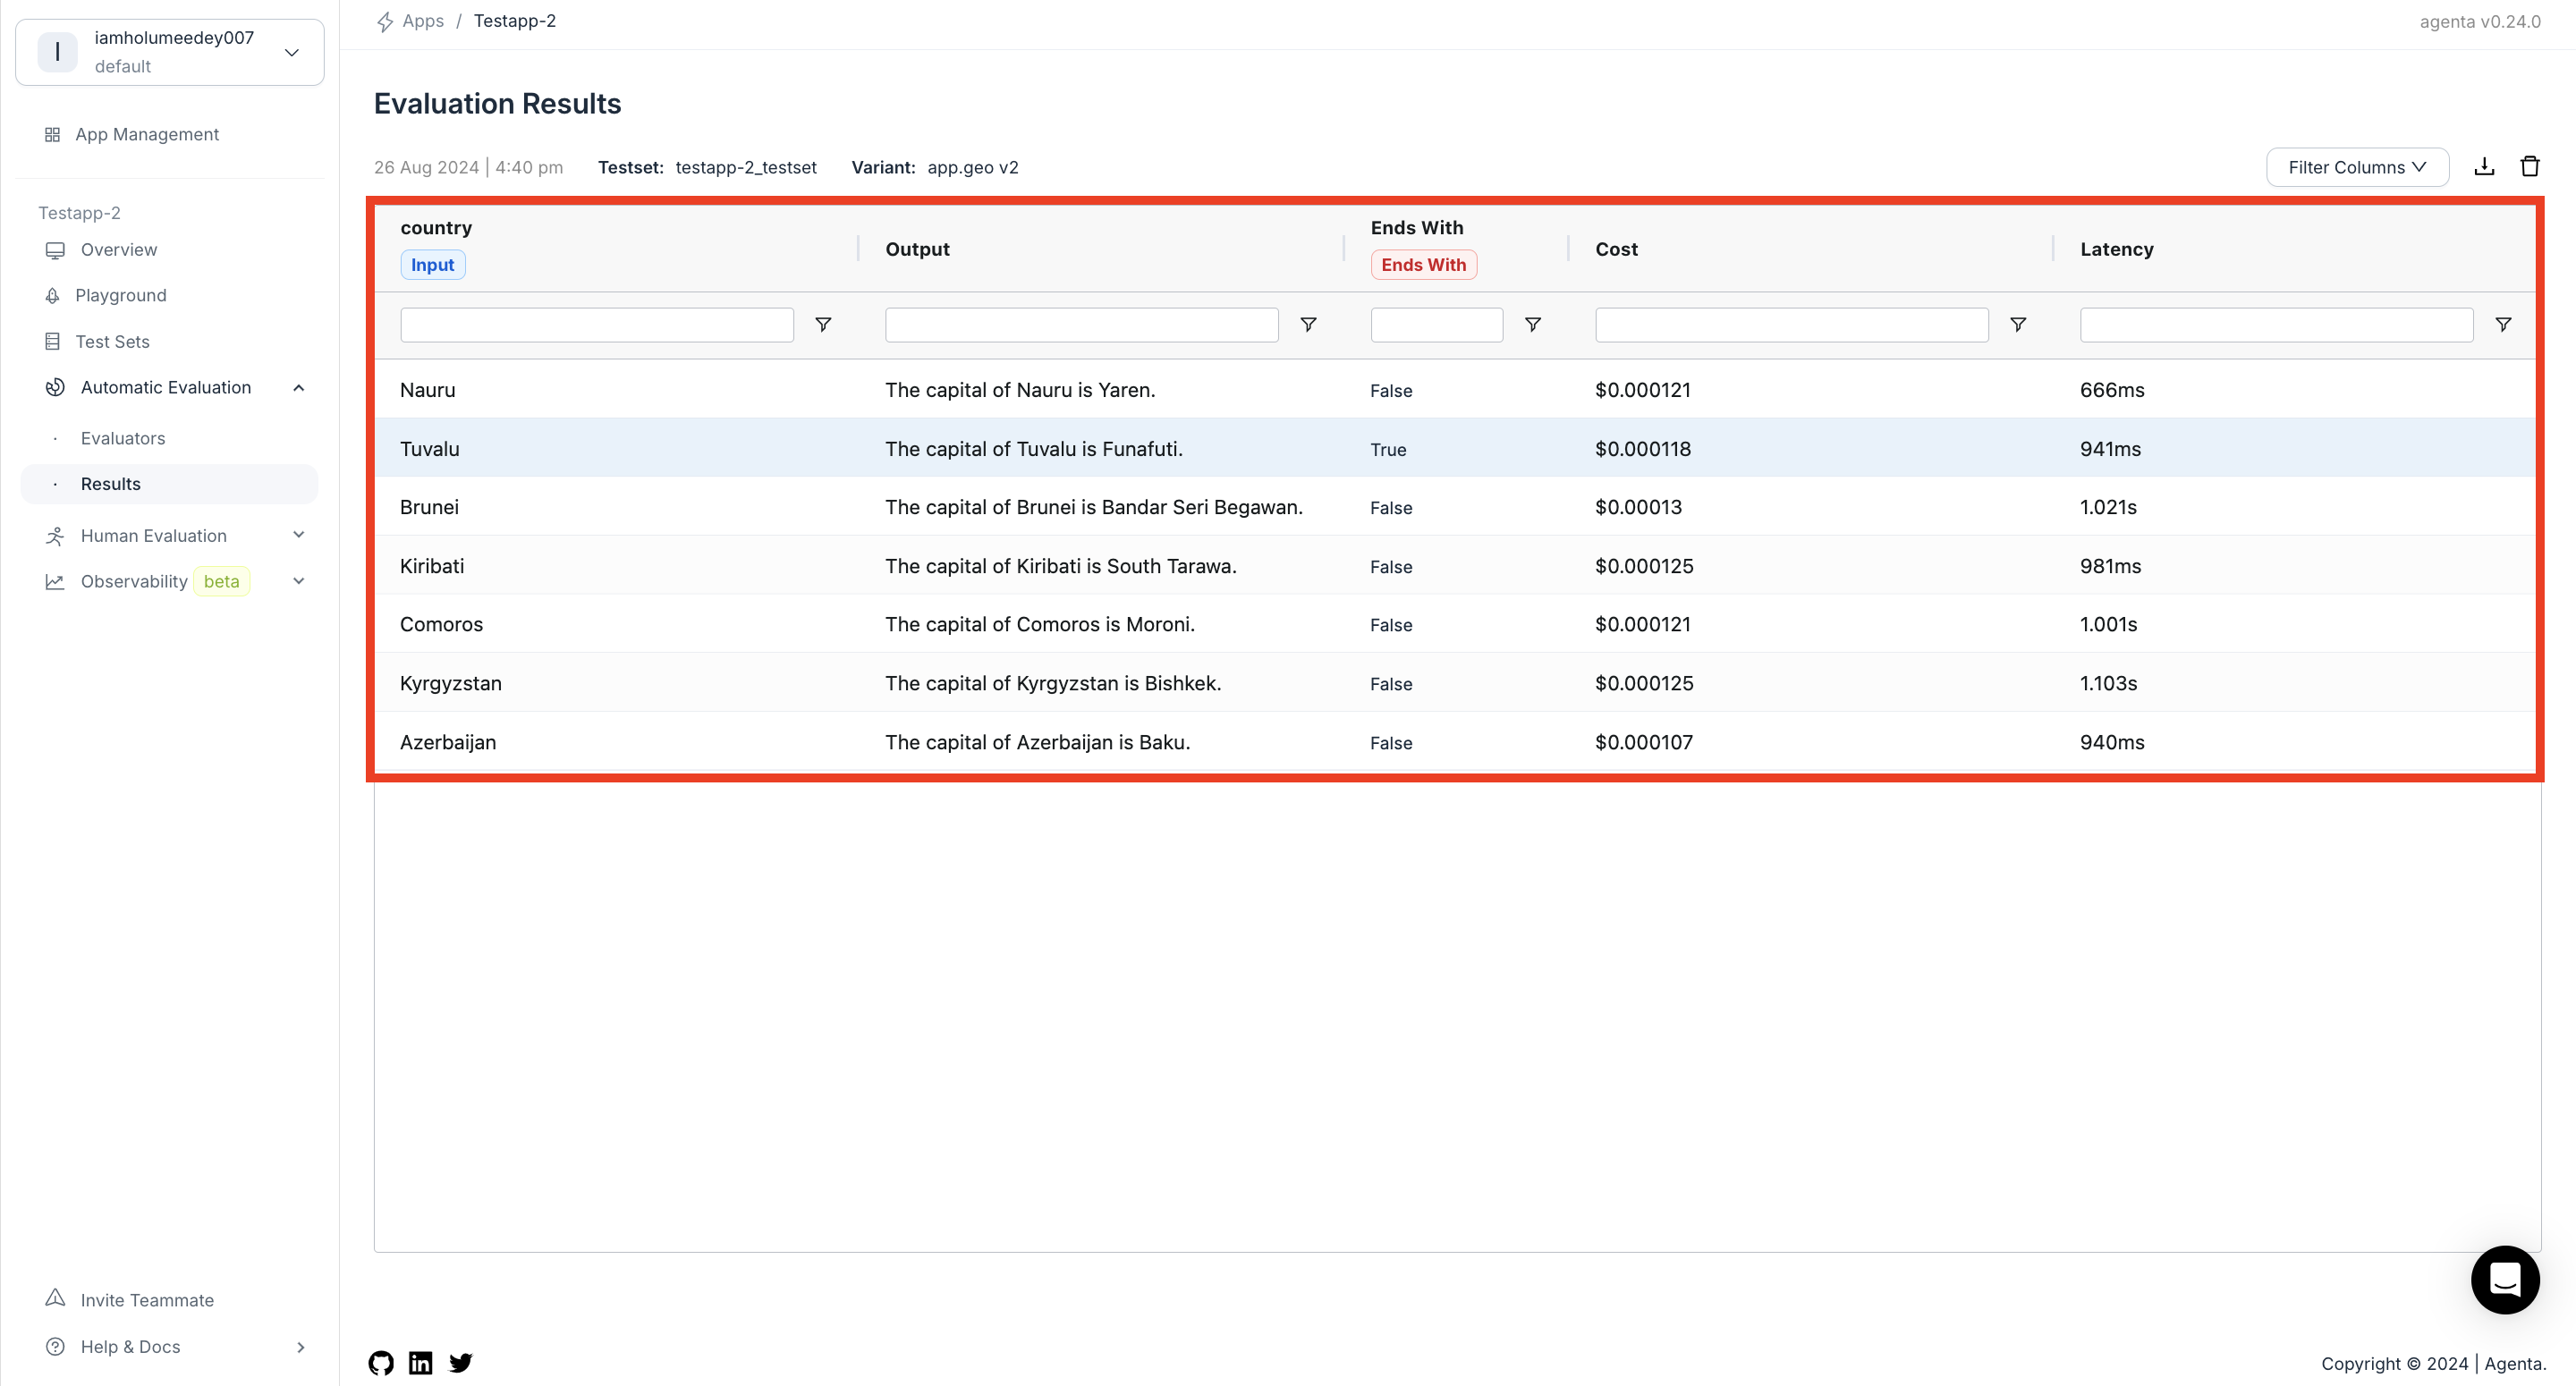 I
iamholumeedey007
default
App Management
Testapp-2
Overview
Playground
Test Sets
Automatic Evaluation
Evaluators
Results
Human Evaluation
Observability beta
Invite Teammate
Help & Docs
Apps / Testapp-2
agenta v0.24.0
Evaluation Results
26 Aug 2024 | 4:40 pm Testset: testapp-2_testset Variant: app.geo v2
Filter Columns
country Input Output Ends With Ends With Cost Latency
Nauru The capital of Nauru is Yaren. False $0.000121 666ms
Tuvalu The capital of Tuvalu is Funafuti. True $0.000118 941ms
Brunei The capital of Brunei is Bandar Seri Begawan. False $0.00013 1.021s
Kiribati The capital of Kiribati is South Tarawa. False $0.000125 981ms
Comoros The capital of Comoros is Moroni. False $0.000121 1.001s
Kyrgyzstan The capital of Kyrgyzstan is Bishkek. False $0.000125 1.103s
Azerbaijan The capital of Azerbaijan is Baku. False $0.000107 940ms
in
Copyright © 2024 | Agenta.